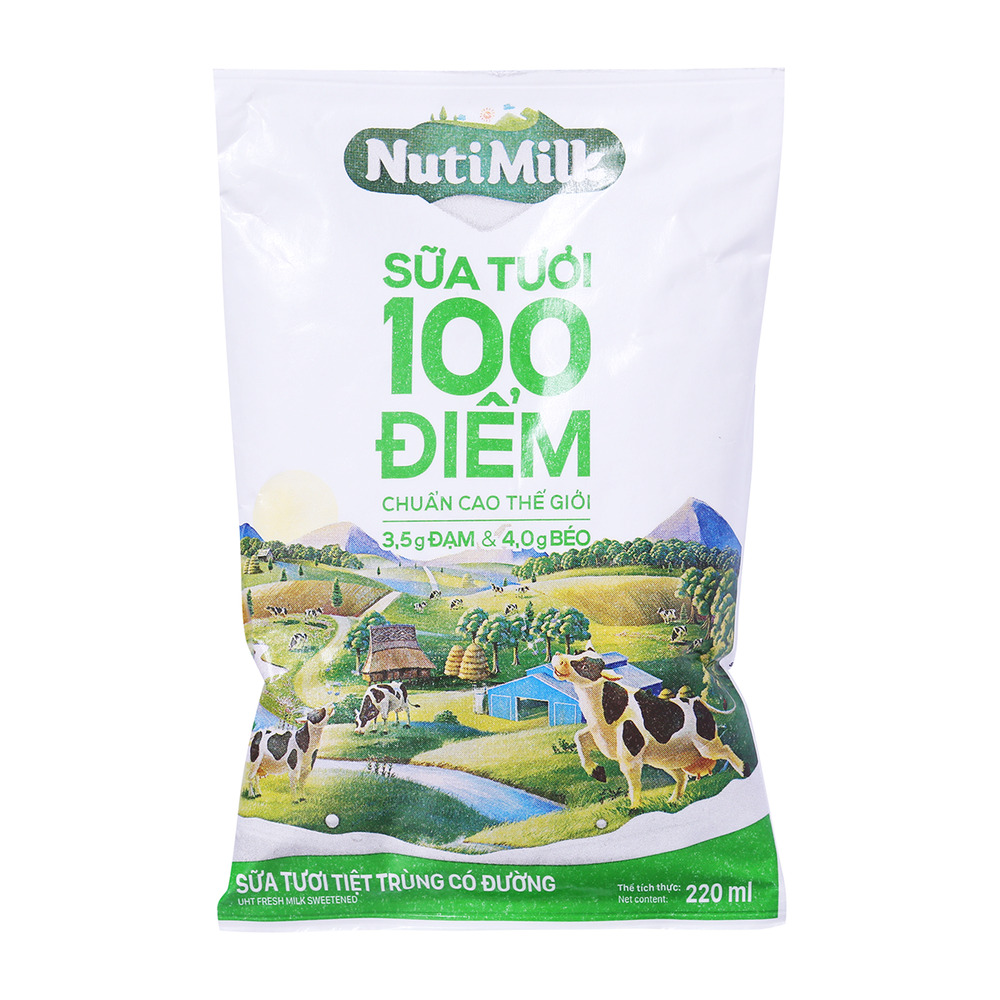 NutiMilk
SỮA TƯƠI
100
ĐIỂM
CHUẨN CAO THẾ GIỚI
3,5g ĐẠM & 4,0g BÉO
SỮA TƯƠI TIỆT TRÙNG CÓ ĐƯỜNG
UHT FRESH MILK SWEETENED
Thể tích thực:
Net content:
220 ml